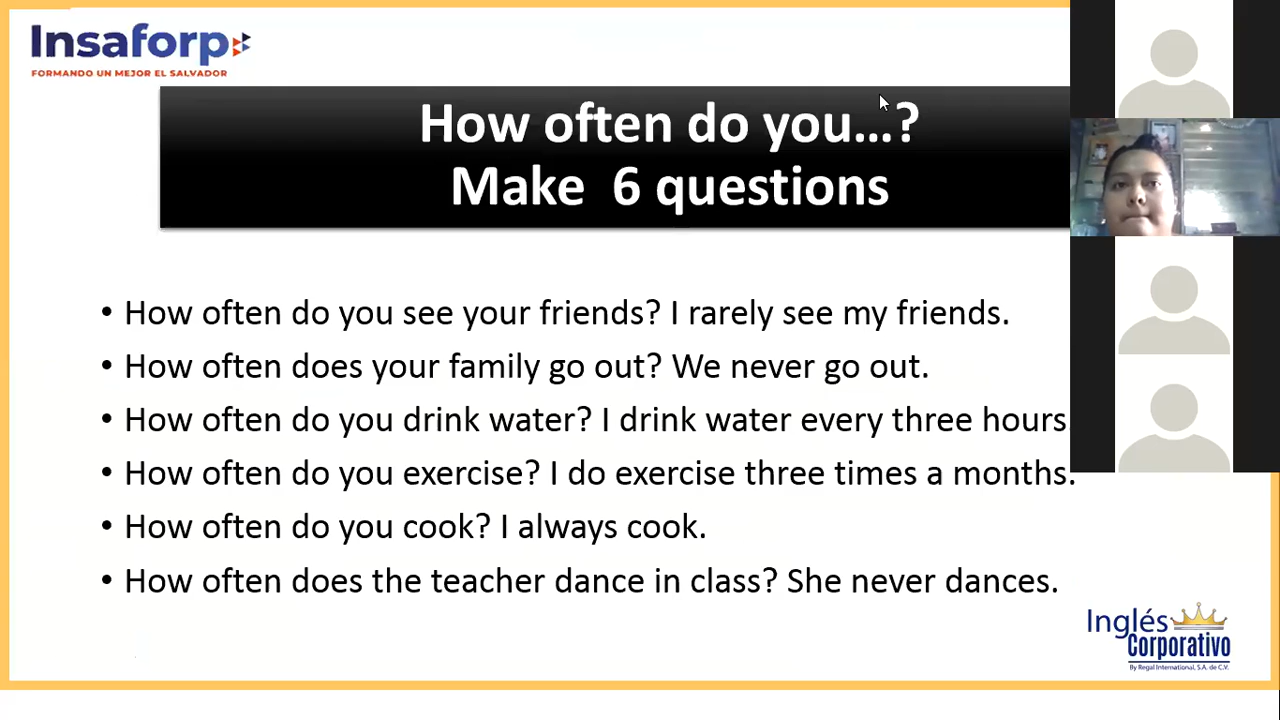 Insaforp
FORMANDO UN MEJOR EL SALVADOR
How often do you...?
Make 6 questions
• How often do you see your friends? I rarely see my friends.
• How often does your family go out? We never go out.
• How often do you drink water? I drink water every three hours.
• How often do you exercise? I do exercise three times a months.
• How often do you cook? I always cook.
• How often does the teacher dance in class? She never dances.
Inglés
Corporativo
By Regal International, S.A. de C.V.